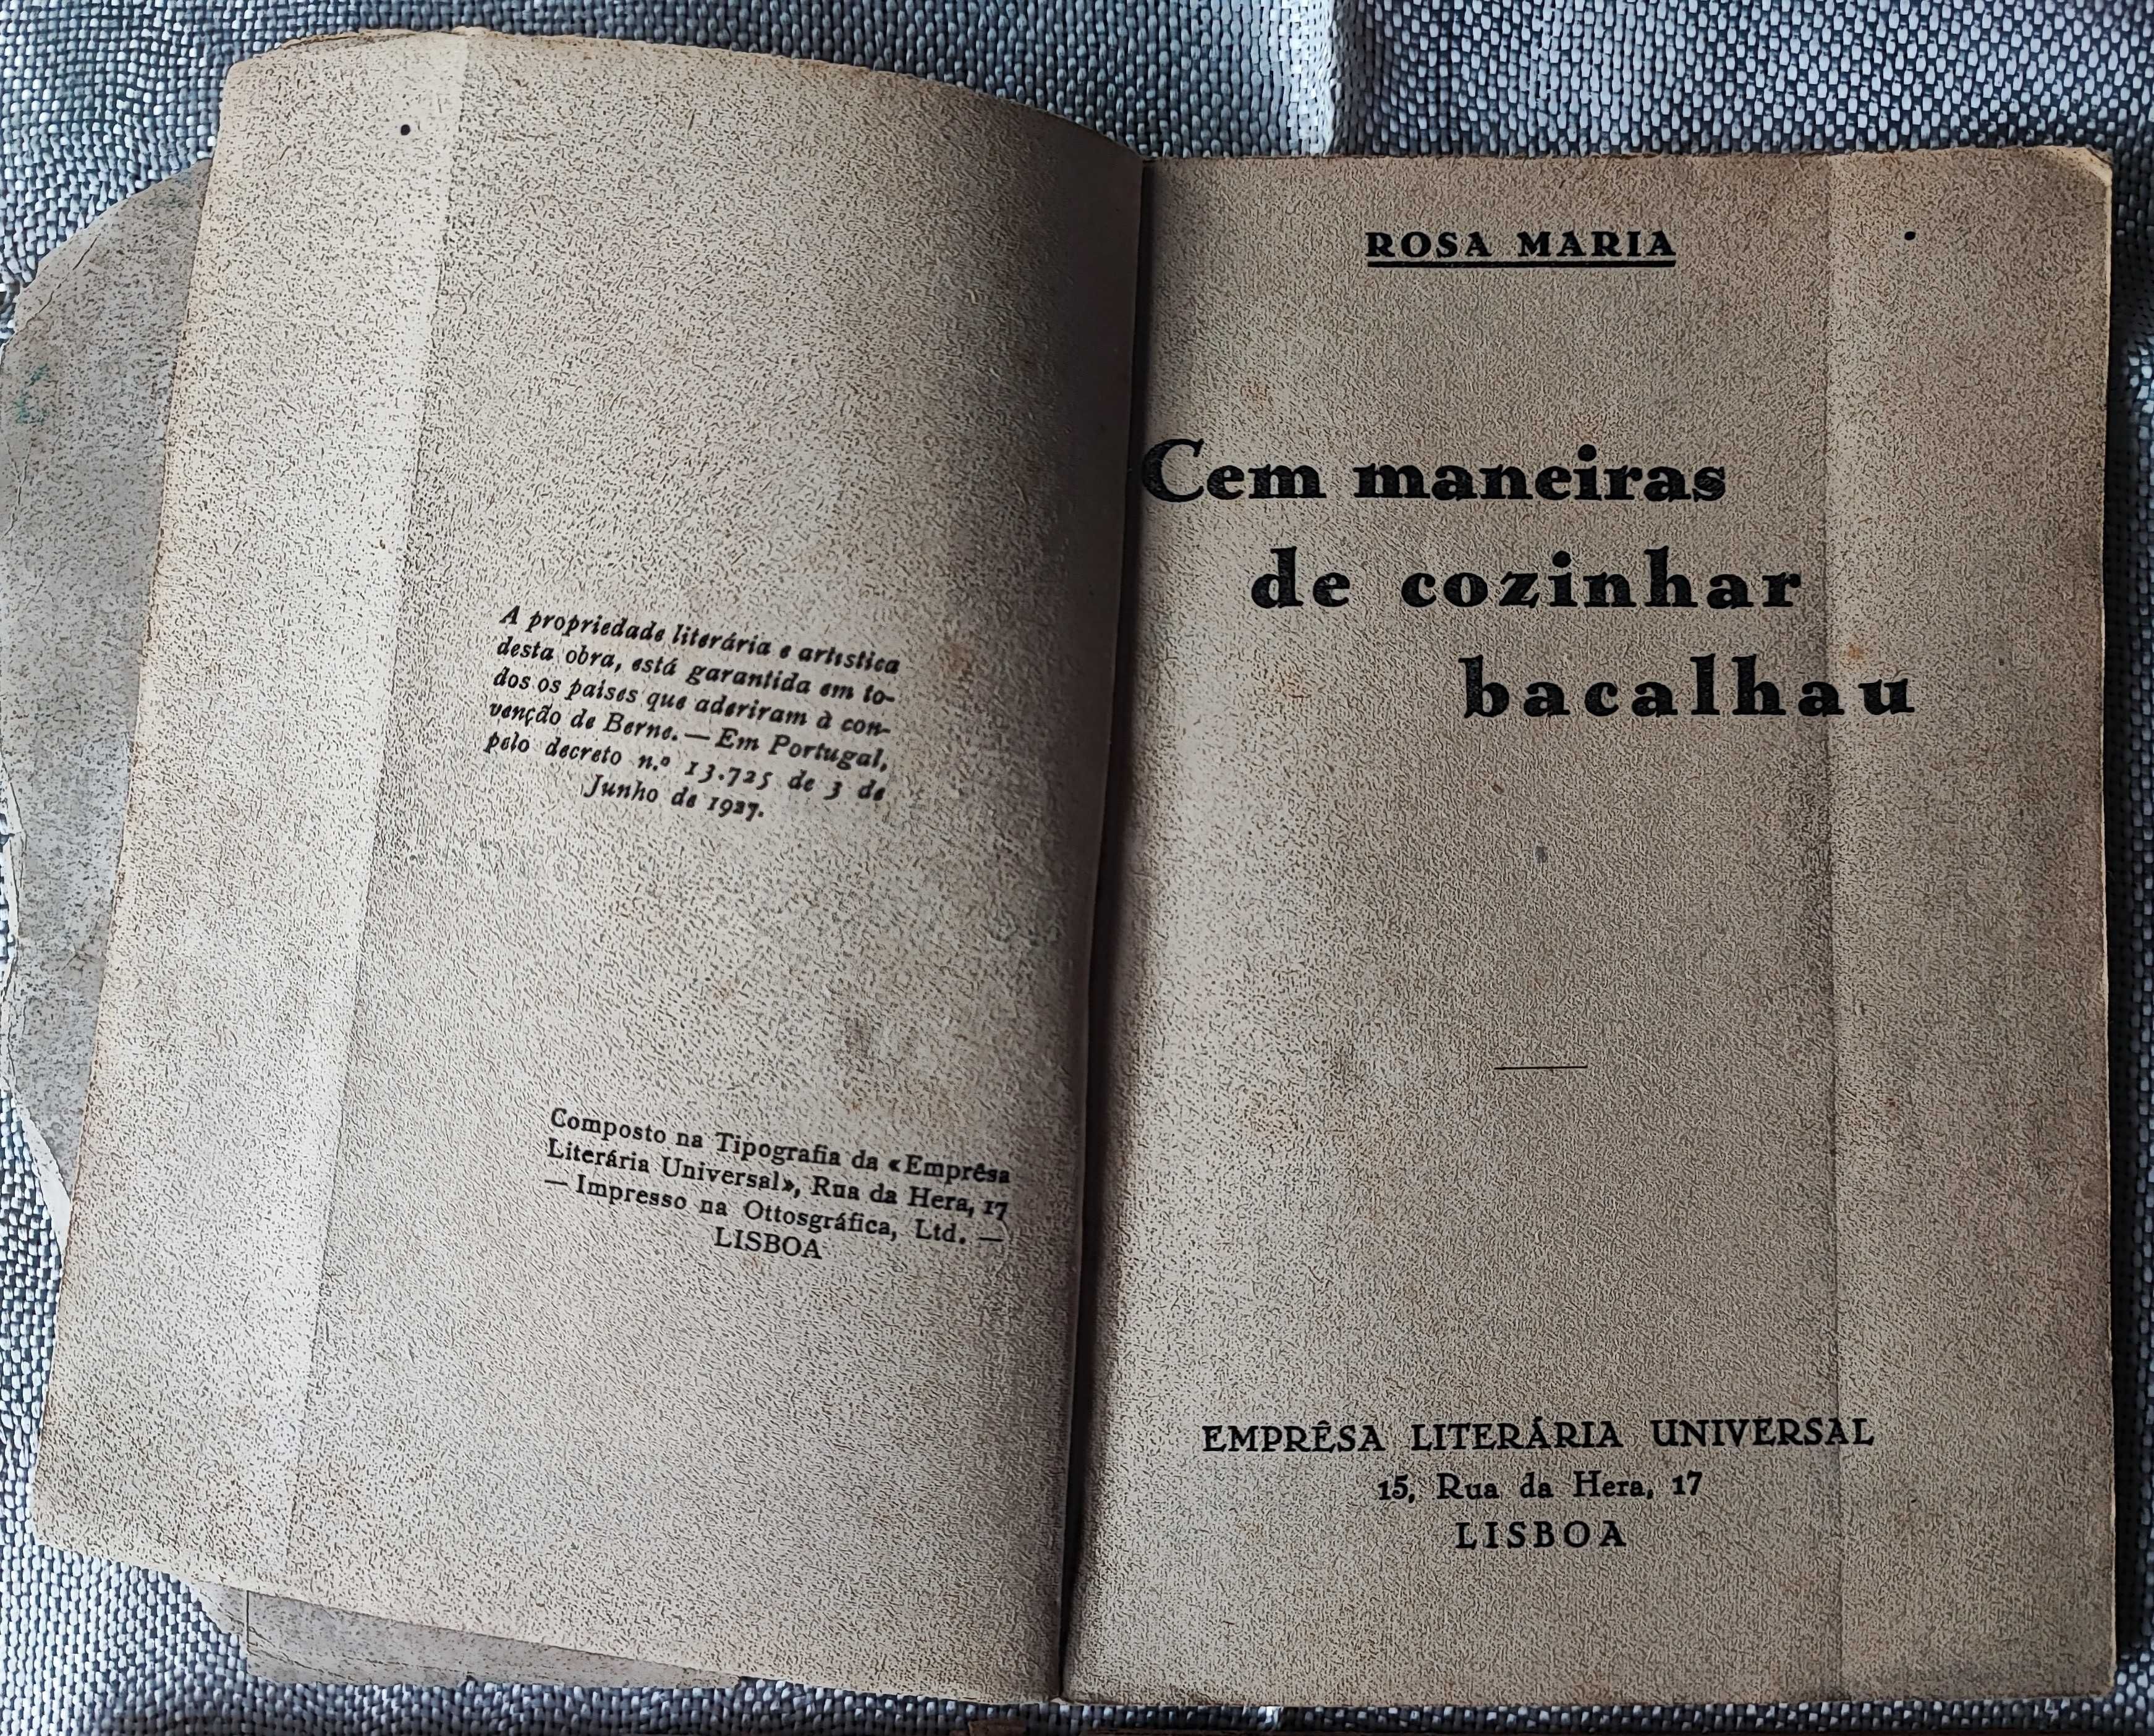 A propriedade literária e artistica
desta obra, está garantida em to-
dos os paises que aderiram à con-
venção de Berne. — Em Portugal,
pelo decreto n.º 13.725 de 3 de
Junho de 1927.
Composto na Tipografia da «Emprêsa
Literária Universal», Rua da Hera, 17
— Impresso na Ottosgráfica, Ltd. —
LISBOA
ROSA MARIA
Cem maneiras
de cozinhar
bacalhau
EMPRÊSA LITERÁRIA UNIVERSAL
15, Rua da Hera, 17
LISBOA